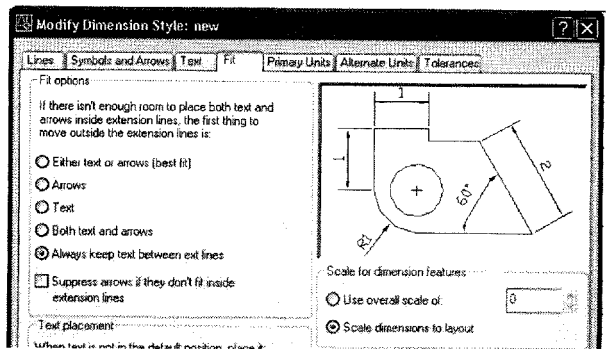 Modify Dimension Style: new
Lines Symbols and Arrows Text Fit Primary Units Alternate Units Tolerances
Fit options
If there isn't enough room to place both text and
arrows inside extension lines, the first thing to
move outside the extension lines is:
Either text or arrows (best fit)
Arrows
Text
Both text and arrows
Always keep text between ext lines
Suppress arrows if they don't fit inside
extension lines
Text placement
When text is not in the default position, place it:
1
1
2
60°
R1
Scale for dimension features
Use overall scale of: 0
Scale dimensions to layout